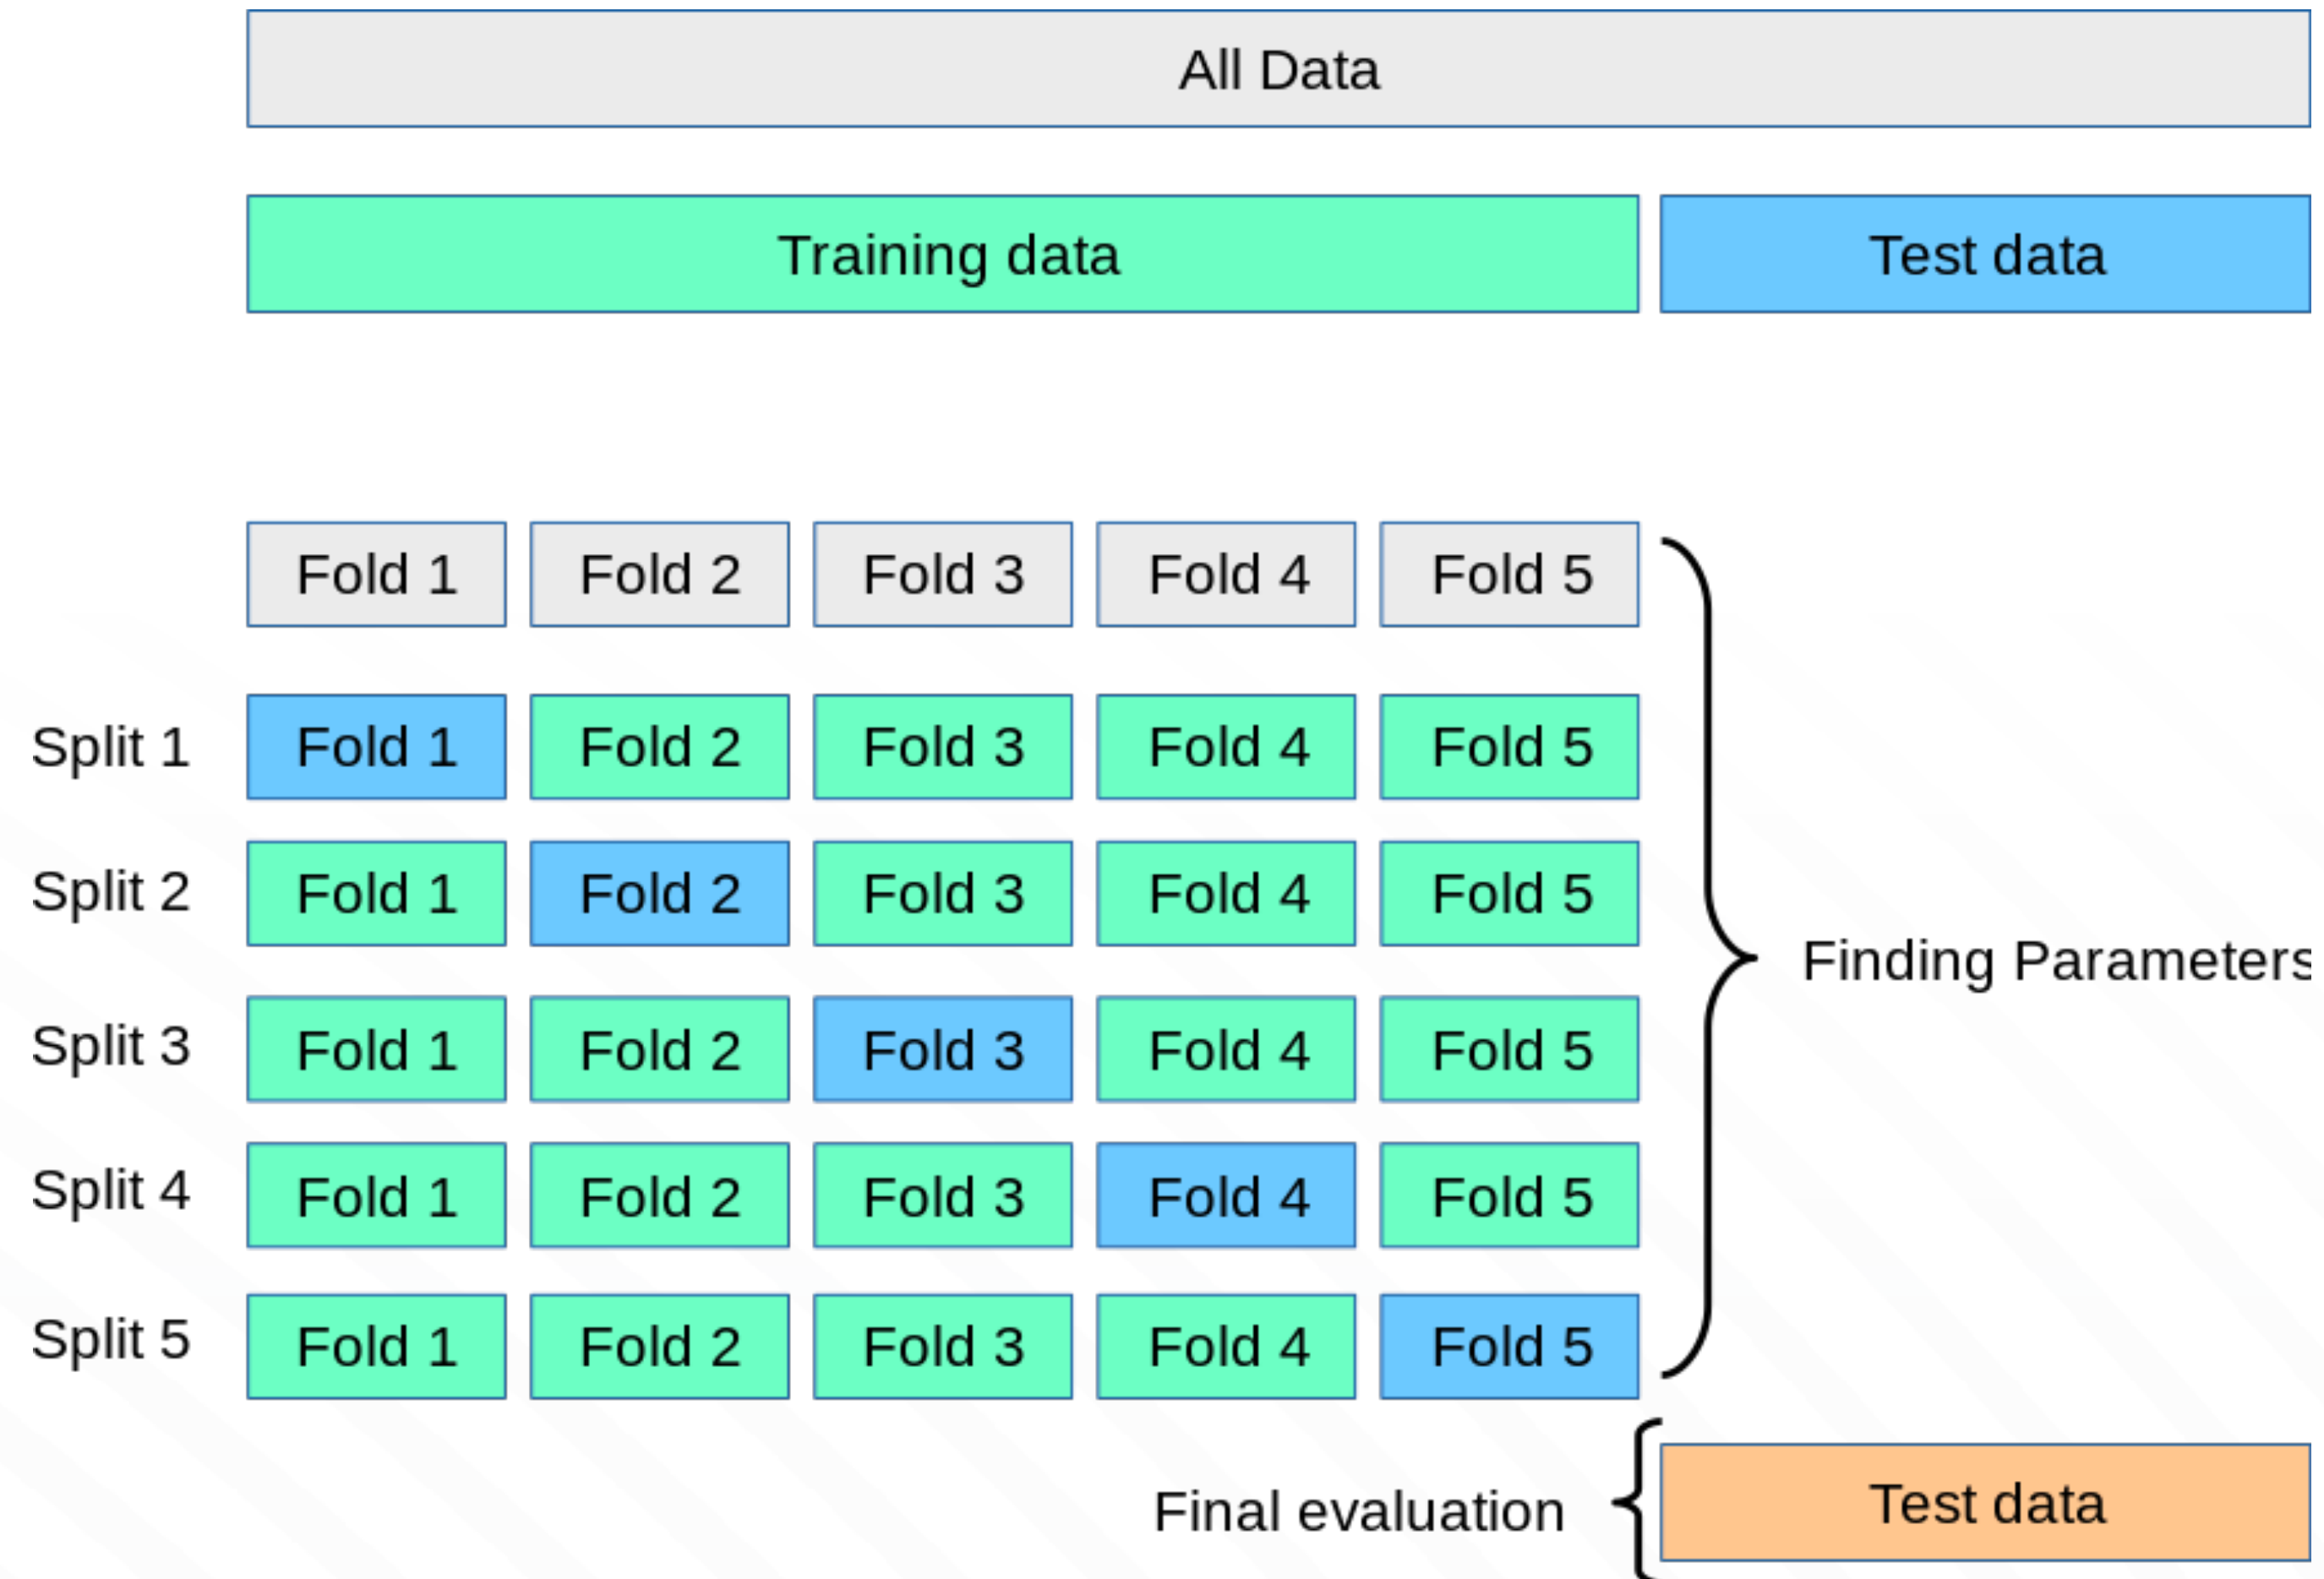 All Data
Training data Test data
Fold 1 Fold 2 Fold 3 Fold 4 Fold 5
Split 1 Fold 1 Fold 2 Fold 3 Fold 4 Fold 5
Split 2 Fold 1 Fold 2 Fold 3 Fold 4 Fold 5
Finding Parameters
Split 3 Fold 1 Fold 2 Fold 3 Fold 4 Fold 5
Split 4 Fold 1 Fold 2 Fold 3 Fold 4 Fold 5
Split 5 Fold 1 Fold 2 Fold 3 Fold 4 Fold 5
Final evaluation Test data